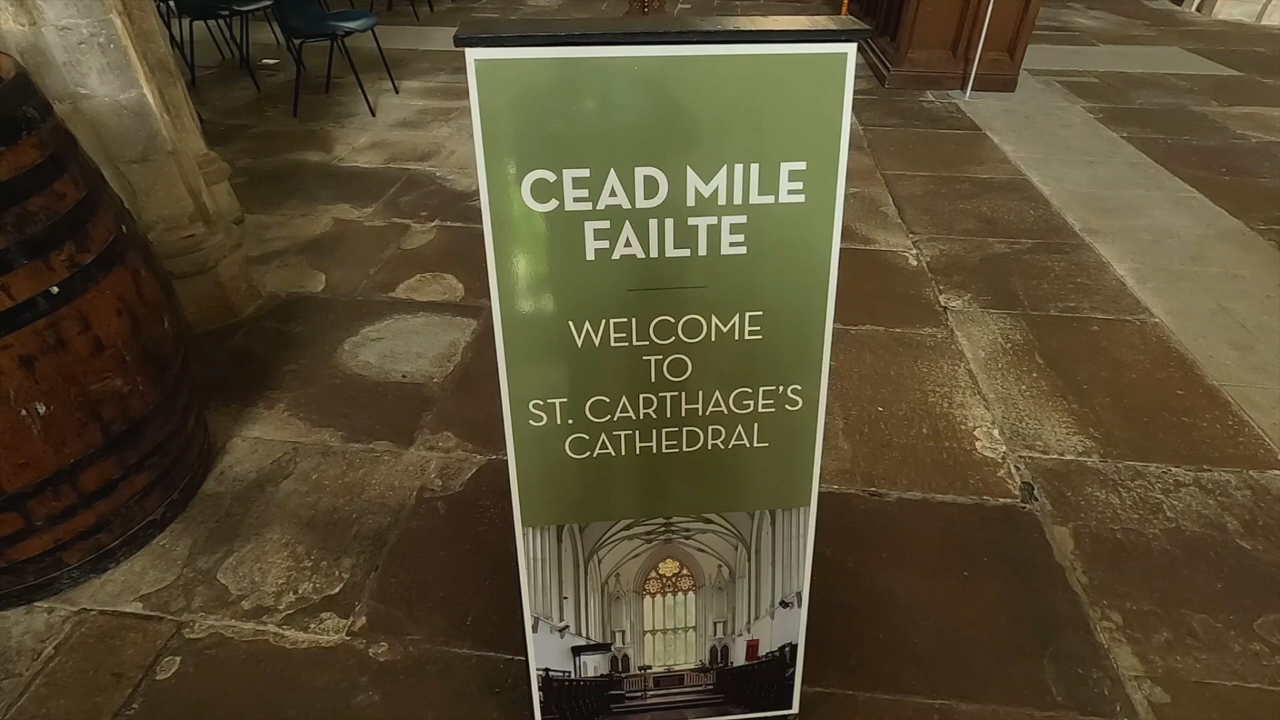 CEAD MILE
FAILTE
WELCOME
TO
ST. CARTHAGE'S
CATHEDRAL